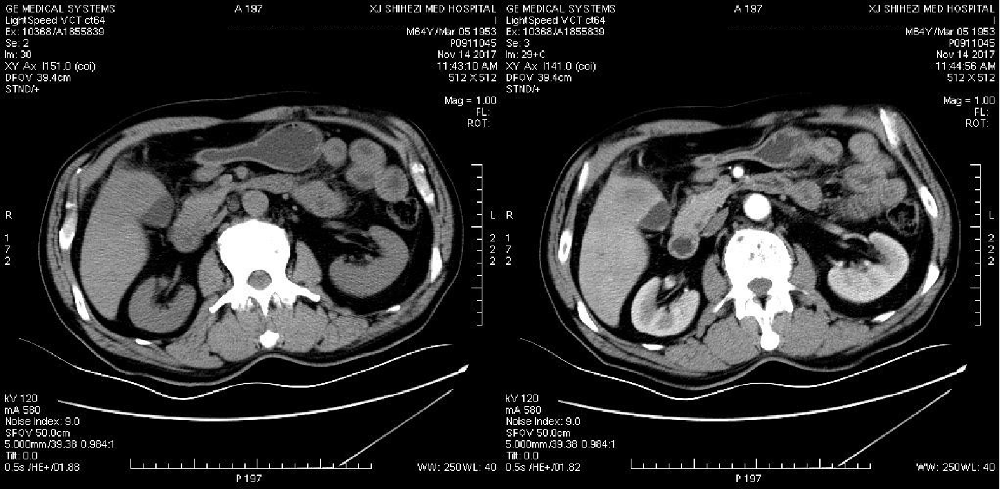 GE MEDICAL SYSTEMS
LightSpeed VCT ct64
Ex: 10368/A1855839
Se: 2
Im: 30
XY Ax I151.0 (coi)
DFOV 39.4cm
STND/+
A 197
XJ SHIHEZI MED HOSPITAL
I
M64Y/Mar 05 1953
P0911045
Nov 14 2017
11:43:10 AM
512 X 512
Mag = 1.00
FL:
ROT:
R
1
7
2
L
2
2
2
kV 120
mA 580
Noise Index: 9.0
SFOV 50.0cm
5.000mm/39.38 0.984:1
Tilt: 0.0
0.5s /HE+/01.88
P 197
WW: 250WL: 40
GE MEDICAL SYSTEMS
LightSpeed VCT ct64
Ex: 10368/A1855839
Se: 3
Im: 29+C
XY Ax I141.0 (coi)
DFOV 39.4cm
STND/+
A 197
XJ SHIHEZI MED HOSPITAL
I
M64Y/Mar 05 1953
P0911045
Nov 14 2017
11:44:56 AM
512 X 512
Mag = 1.00
FL:
ROT:
R
1
7
2
L
2
2
2
kV 120
mA 580
Noise Index: 9.0
SFOV 50.0cm
5.000mm/39.38 0.984:1
Tilt: 0.0
0.5s /HE+/01.82
P 197
WW: 250WL: 40